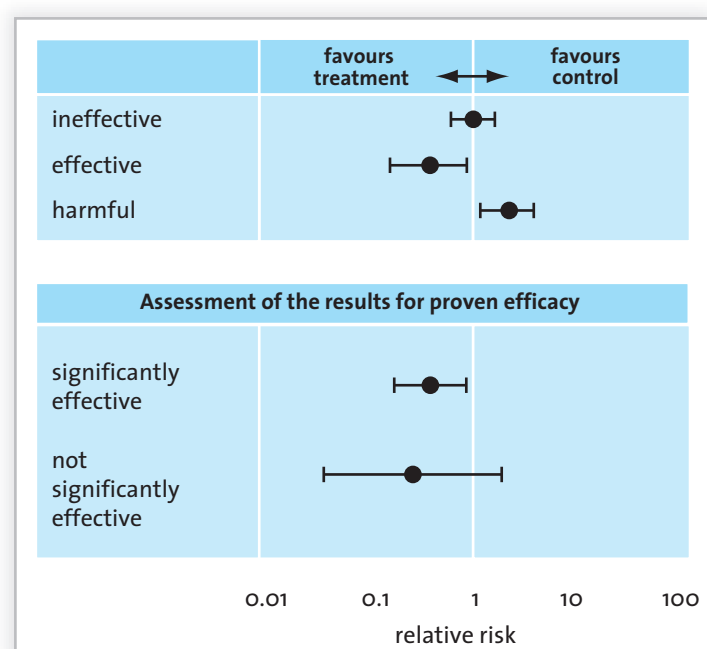 favours favours
treatment control
ineffective
effective
harmful
Assessment of the results for proven efficacy
significantly
effective
not
significantly
effective
0.01 0.1 1 10 100
relative risk